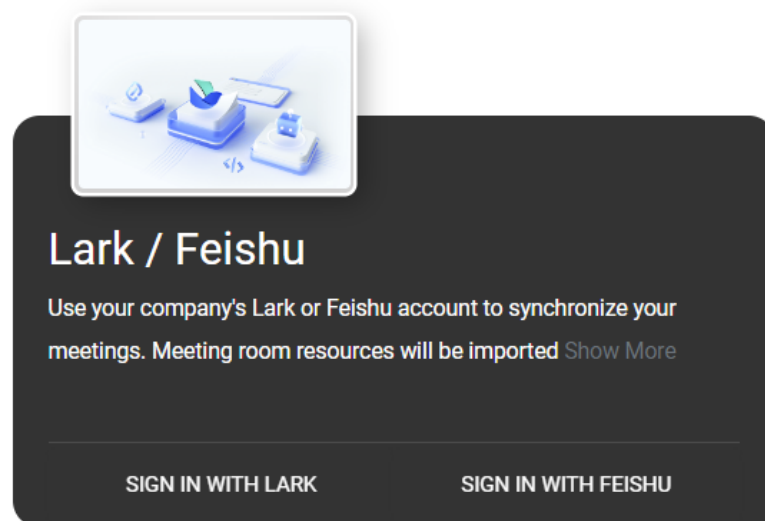 Lark / Feishu
Use your company's Lark or Feishu account to synchronize your
meetings. Meeting room resources will be imported Show More
SIGN IN WITH LARK
SIGN IN WITH FEISHU